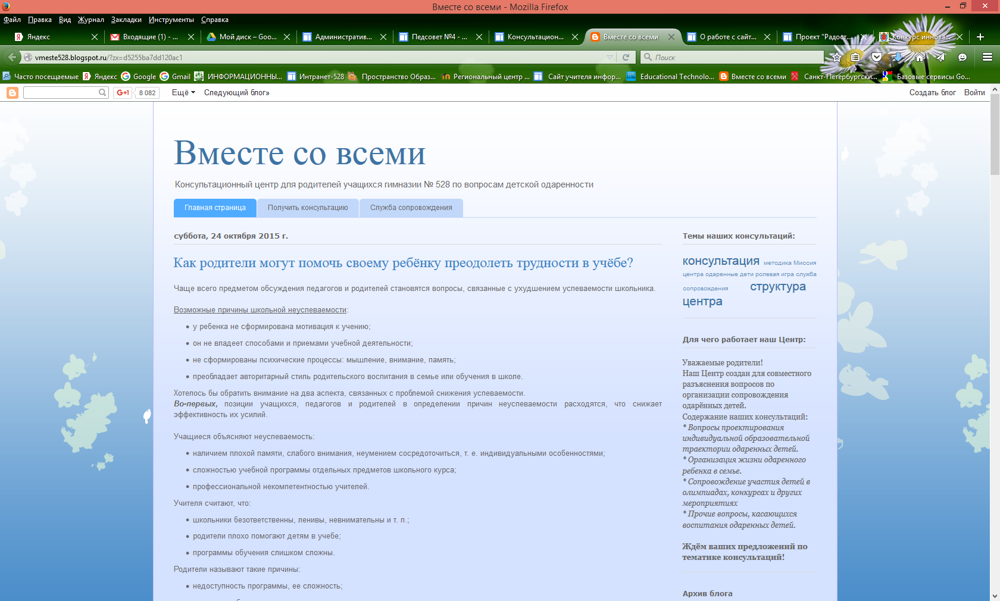 Вместе со всеми - Mozilla Firefox
Файл Правка Вид Журнал Закладки Инструменты Справка
Яндекс Входящие (1) - ... Мой диск – Goo... Административ... Педсовет №4 - ... Консультацион... Вместе со всеми О работе с сайт... Проект "Радост... Конкурс иннова...
vmeste528.blogspot.ru/?zx=d5255ba7dd120ac1 Поиск
Часто посещаемые Яндекс Google Gmail ИНФОРМАЦИОННЫ... Интранет-528 Пространство Образ... Региональный центр ... Сайт учителя инфор... Educational Technolo... Вместе со всеми Санкт-Петербургски... Базовые сервисы Go...
G+1 8 082 Ещё Следующий блог» Создать блог Войти
Вместе со всеми
Консультационный центр для родителей учащихся гимназии № 528 по вопросам детской одаренности
Главная страница Получить консультацию Служба сопровождения
суббота, 24 октября 2015 г.
Как родители могут помочь своему ребёнку преодолеть трудности в учёбе?
Чаще всего предметом обсуждения педагогов и родителей становятся вопросы, связанные с ухудшением успеваемости школьника.
Возможные причины школьной неуспеваемости:
• у ребенка не сформирована мотивация к учению;
• он не владеет способами и приемами учебной деятельности;
• не сформированы психические процессы: мышление, внимание, память;
• преобладает авторитарный стиль родительского воспитания в семье или обучения в школе.
Хотелось бы обратить внимание на два аспекта, связанных с проблемой снижения успеваемости.
Во-первых, позиции учащихся, педагогов и родителей в определении причин неуспеваемости расходятся, что снижает
эффективность их усилий.
Учащиеся объясняют неуспеваемость:
• наличием плохой памяти, слабого внимания, неумением сосредоточиться, т. е. индивидуальными особенностями;
• сложностью учебной программы отдельных предметов школьного курса;
• профессиональной некомпетентностью учителей.
Учителя считают, что:
• школьники безответственны, ленивы, невнимательны и т. п.;
• родители плохо помогают детям в учебе;
• программы обучения слишком сложны.
Родители называют такие причины:
• недоступность программы, ее сложность;
Темы наших консультаций:
консультация методика Миссия
центра одаренные дети ролевая игра служба
сопровождения структура
центра
Для чего работает наш Центр:
Уважаемые родители!
Наш Центр создан для совместного
разъяснения вопросов по
организации сопровождения
одарённых детей.
Содержание наших консультаций:
* Вопросы проектирования
индивидуальной образовательной
траектории одаренных детей.
* Организация жизни одаренного
ребенка в семье.
* Сопровождение участия детей в
олимпиадах, конкурсах и других
мероприятиях
* Прочие вопросы, касающихся
воспитания одаренных детей.
Ждём ваших предложений по
тематике консультаций!
Архив блога